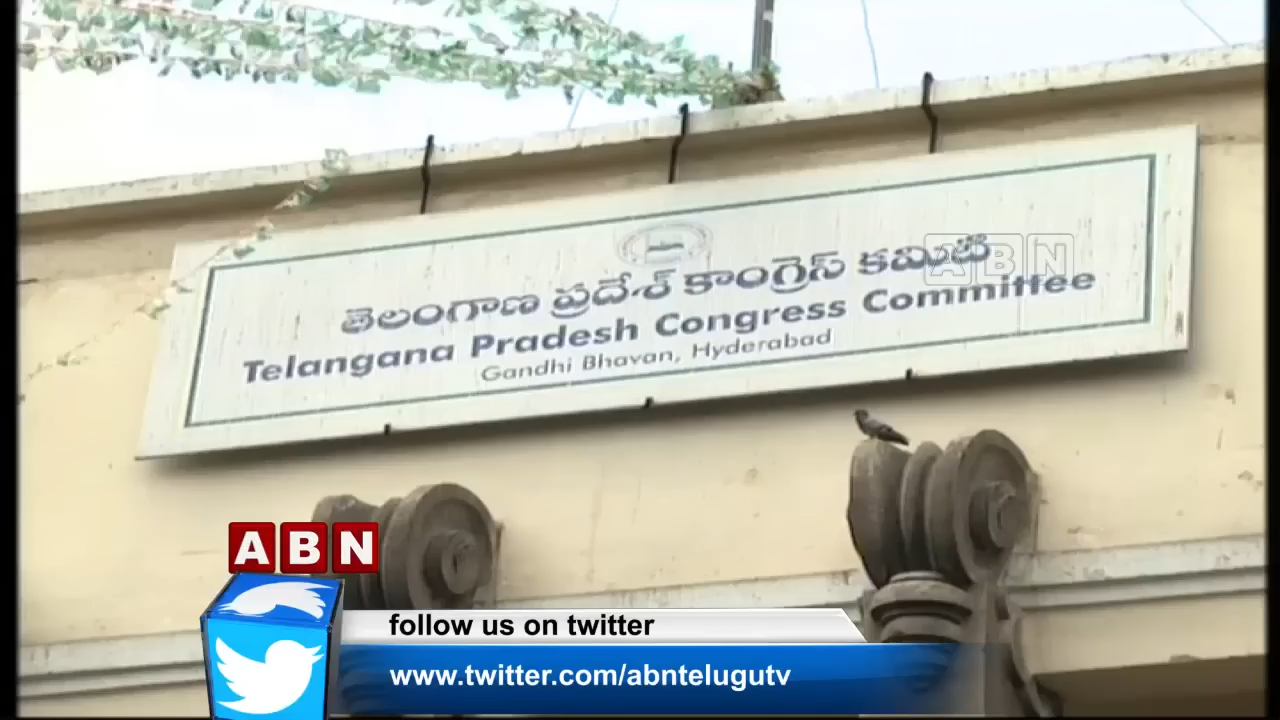 తెలంగాణ ప్రదేశ్ కాంగ్రెస్ కమిటీ
Telangana Pradesh Congress Committee
Gandhi Bhavan, Hyderabad
ABN
ABN
follow us on twitter
www.twitter.com/abntelugutv